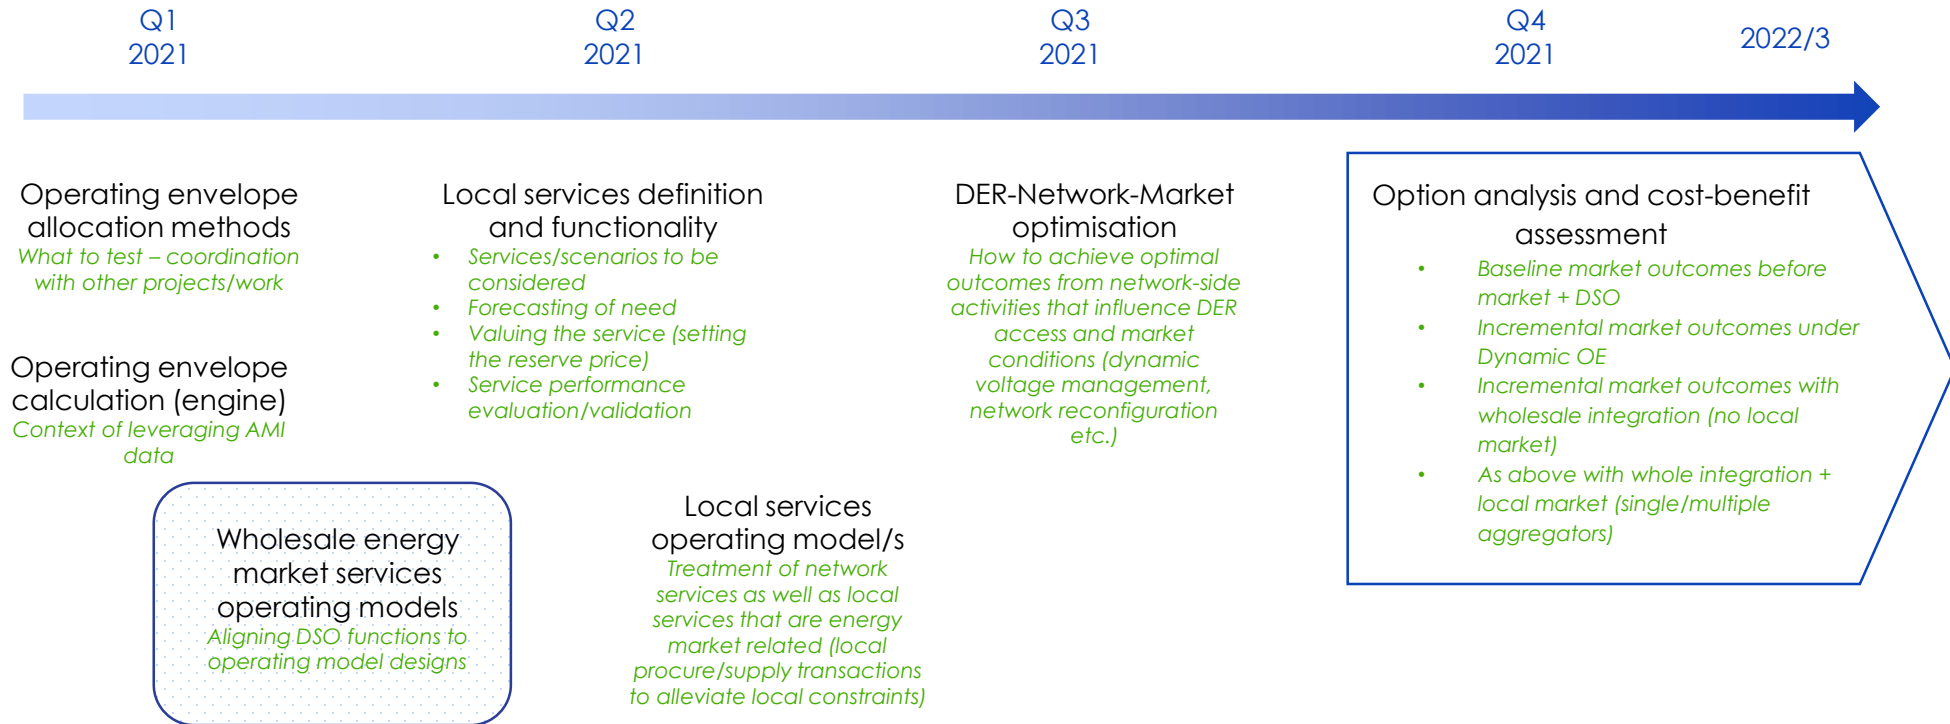 Q1
2021
Q2
2021
Q3
2021
Q4
2021
2022/3
Operating envelope
allocation methods
What to test – coordination
with other projects/work
Operating envelope
calculation (engine)
Context of leveraging AMI
data
Wholesale energy
market services
operating models
Aligning DSO functions to
operating model designs
Local services definition
and functionality
• Services/scenarios to be
considered
• Forecasting of need
• Valuing the service (setting
the reserve price)
• Service performance
evaluation/validation
Local services
operating model/s
Treatment of network
services as well as local
services that are energy
market related (local
procure/supply transactions
to alleviate local constraints)
DER-Network-Market
optimisation
How to achieve optimal
outcomes from network-side
activities that influence DER
access and market
conditions (dynamic
voltage management,
network reconfiguration
etc.)
Option analysis and cost-benefit
assessment
• Baseline market outcomes before
market + DSO
• Incremental market outcomes under
Dynamic OE
• Incremental market outcomes with
wholesale integration (no local
market)
• As above with whole integration +
local market (single/multiple
aggregators)